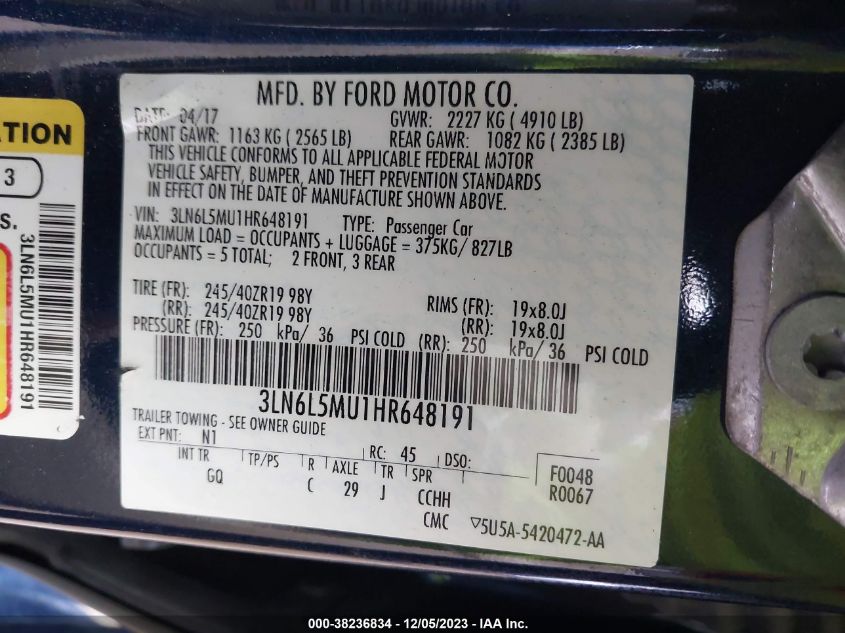 MFD. BY FORD MOTOR CO.
DATE: 04/17 GVWR: 2227 KG ( 4910 LB)
FRONT GAWR: 1163 KG ( 2565 LB) REAR GAWR: 1082 KG ( 2385 LB)
THIS VEHICLE CONFORMS TO ALL APPLICABLE FEDERAL MOTOR
VEHICLE SAFETY, BUMPER, AND THEFT PREVENTION STANDARDS
IN EFFECT ON THE DATE OF MANUFACTURE SHOWN ABOVE.
VIN: 3LN6L5MU1HR648191 TYPE: Passenger Car
MAXIMUM LOAD = OCCUPANTS + LUGGAGE = 375KG/ 827LB
OCCUPANTS = 5 TOTAL; 2 FRONT, 3 REAR
TIRE (FR): 245/40ZR19 98Y RIMS (FR): 19x8.0J
(RR): 245/40ZR19 98Y (RR): 19x8.0J
PRESSURE (FR): 250 kPa/ 36 PSI COLD (RR): 250 kPa/ 36 PSI COLD
3LN6L5MU1HR648191
TRAILER TOWING - SEE OWNER GUIDE
EXT PNT: N1 RC: 45 DSO: F0048
INT TR TP/PS R AXLE TR SPR R0067
GQ C 29 J CCHH
CMC 5U5A-5420472-AA
ATION
3
S.
3LN6L5MU1HR648191
000-38236834 - 12/05/2023 - IAA Inc.